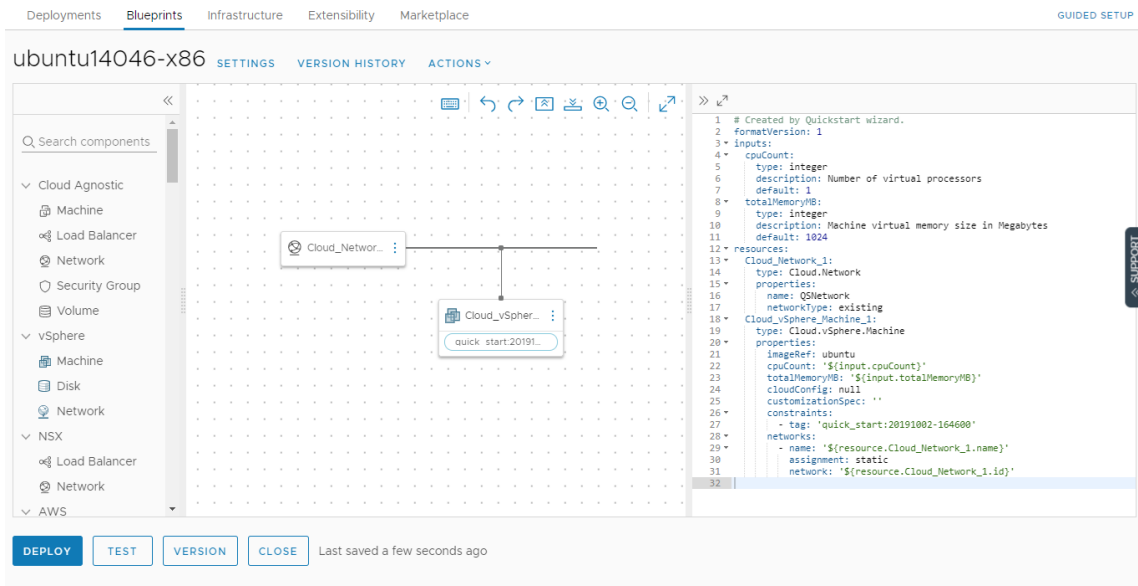 Deployments Blueprints Infrastructure Extensibility Marketplace GUIDED SETUP
ubuntu14046-x86 SETTINGS VERSION HISTORY ACTIONS
Search components
Cloud Agnostic
Machine
Load Balancer
Network
Security Group
Volume
vSphere
Machine
Disk
Network
NSX
Load Balancer
Network
AWS
Cloud_Networ...
Cloud_vSpher...
quick_start:20191...
1 # Created by Quickstart wizard.
2 formatVersion: 1
3 inputs:
4 cpuCount:
5 type: integer
6 description: Number of virtual processors
7 default: 1
8 totalMemoryMB:
9 type: integer
10 description: Machine virtual memory size in Megabytes
11 default: 1024
12 resources:
13 Cloud_Network_1:
14 type: Cloud.Network
15 properties:
16 name: QSNetwork
17 networkType: existing
18 Cloud_vSphere_Machine_1:
19 type: Cloud.vSphere.Machine
20 properties:
21 imageRef: ubuntu
22 cpuCount: '${input.cpuCount}'
23 totalMemoryMB: '${input.totalMemoryMB}'
24 cloudConfig: null
25 customizationSpec: ''
26 constraints:
27 - tag: 'quick_start:20191002-164600'
28 networks:
29 - name: '${resource.Cloud_Network_1.name}'
30 assignment: static
31 network: '${resource.Cloud_Network_1.id}'
32
SUPPORT
DEPLOY TEST VERSION CLOSE Last saved a few seconds ago